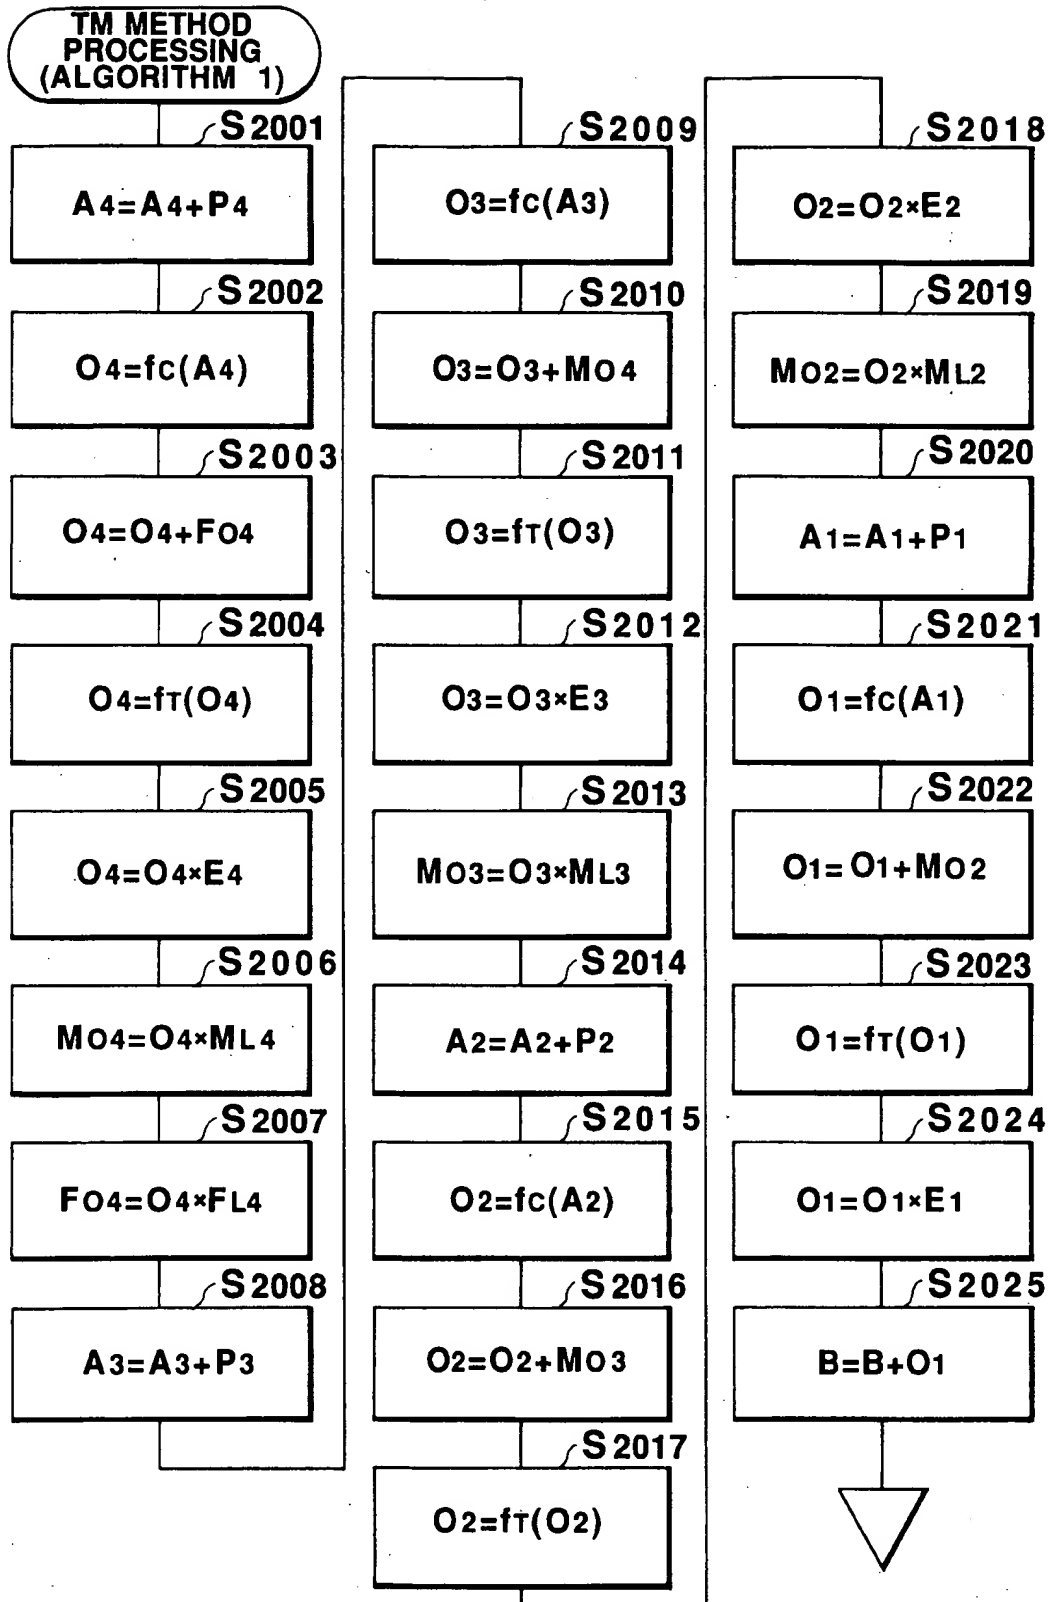 TM METHOD
PROCESSING
(ALGORITHM 1)
S2001
A4=A4+P4
S2002
O4=fC(A4)
S2003
O4=O4+FO4
S2004
O4=fT(O4)
S2005
O4=O4×E4
S2006
MO4=O4×ML4
S2007
FO4=O4×FL4
S2008
A3=A3+P3
S2009
O3=fC(A3)
S2010
O3=O3+MO4
S2011
O3=fT(O3)
S2012
O3=O3×E3
S2013
MO3=O3×ML3
S2014
A2=A2+P2
S2015
O2=fC(A2)
S2016
O2=O2+MO3
S2017
O2=fT(O2)
S2018
O2=O2×E2
S2019
MO2=O2×ML2
S2020
A1=A1+P1
S2021
O1=fC(A1)
S2022
O1=O1+MO2
S2023
O1=fT(O1)
S2024
O1=O1×E1
S2025
B=B+O1